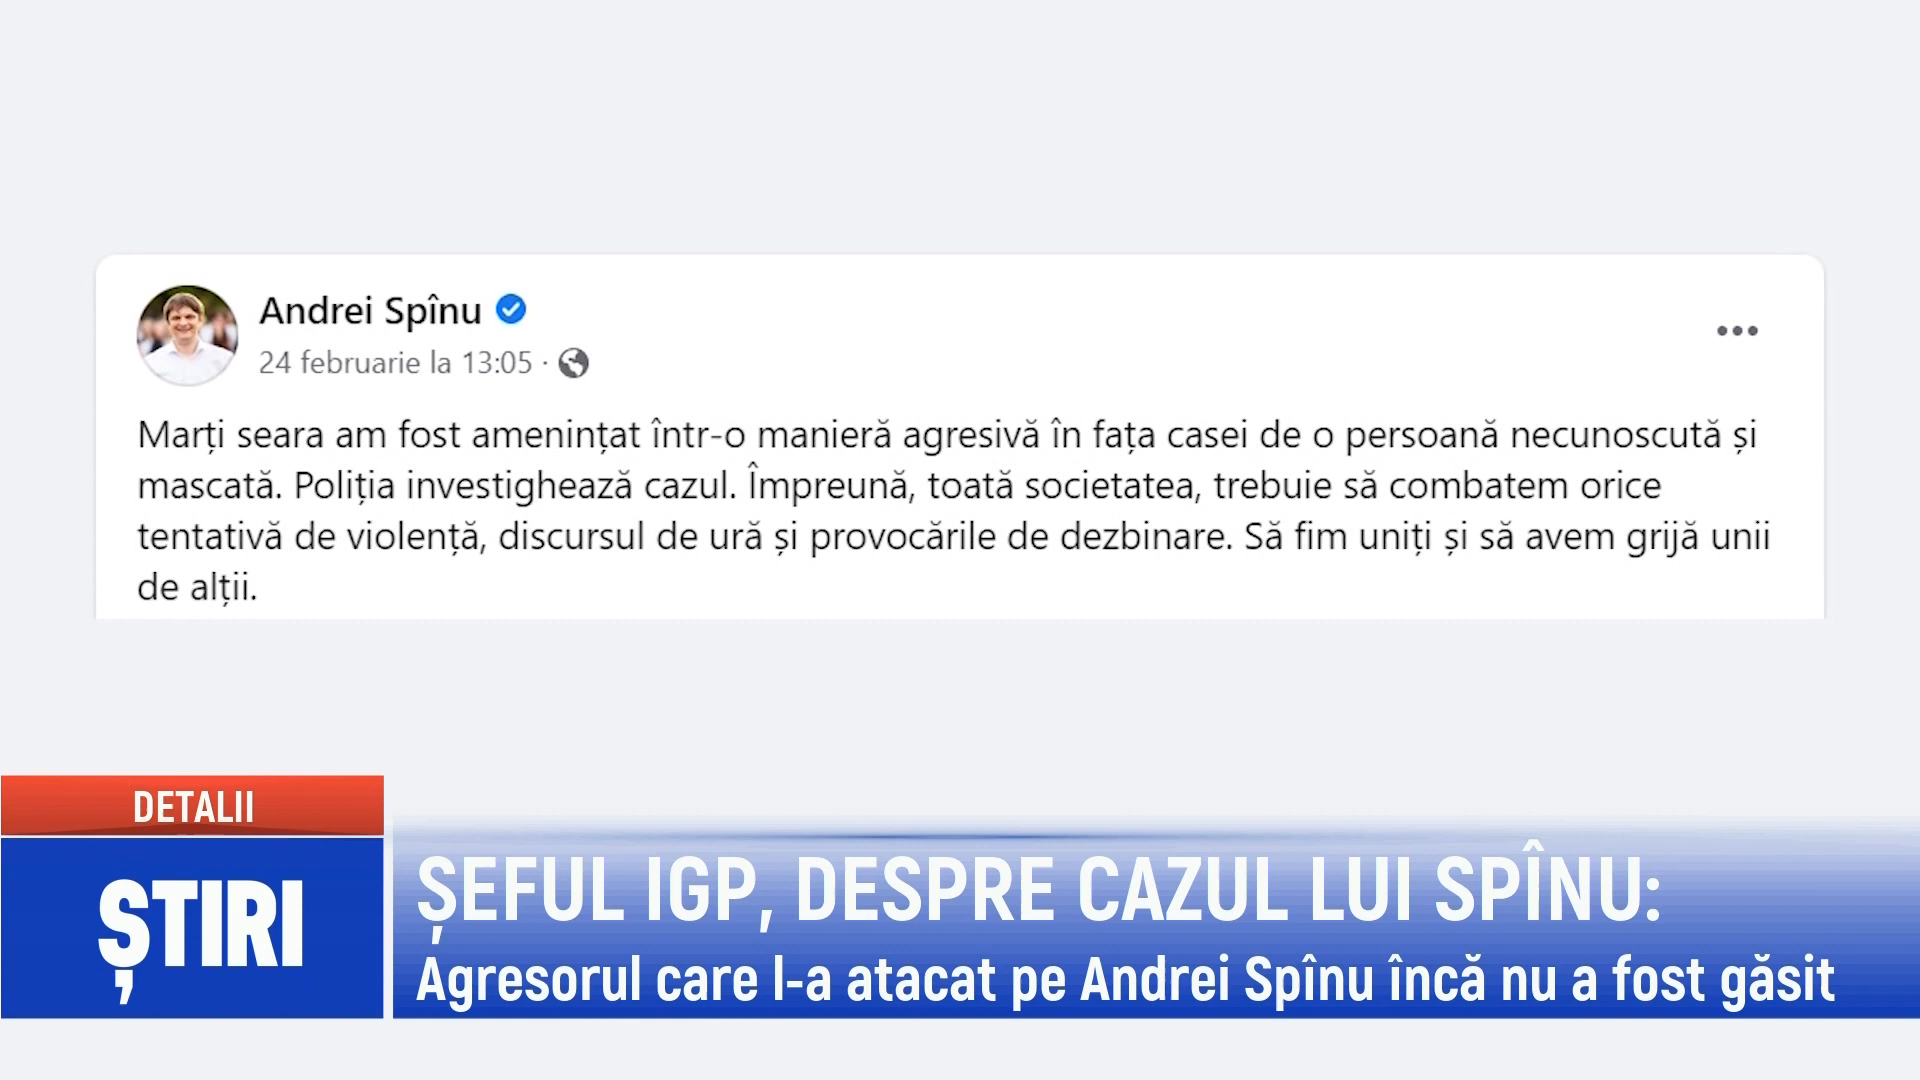 Andrei Spînu
24 februarie la 13:05 ·
Marți seara am fost amenințat într-o manieră agresivă în fața casei de o persoană necunoscută și
mascată. Poliția investighează cazul. Împreună, toată societatea, trebuie să combatem orice
tentativă de violență, discursul de ură și provocările de dezbinare. Să fim uniți și să avem grijă unii
de alții.
DETALII
ȘTIRI
ȘEFUL IGP, DESPRE CAZUL LUI SPÎNU:
Agresorul care l-a atacat pe Andrei Spînu încă nu a fost găsit